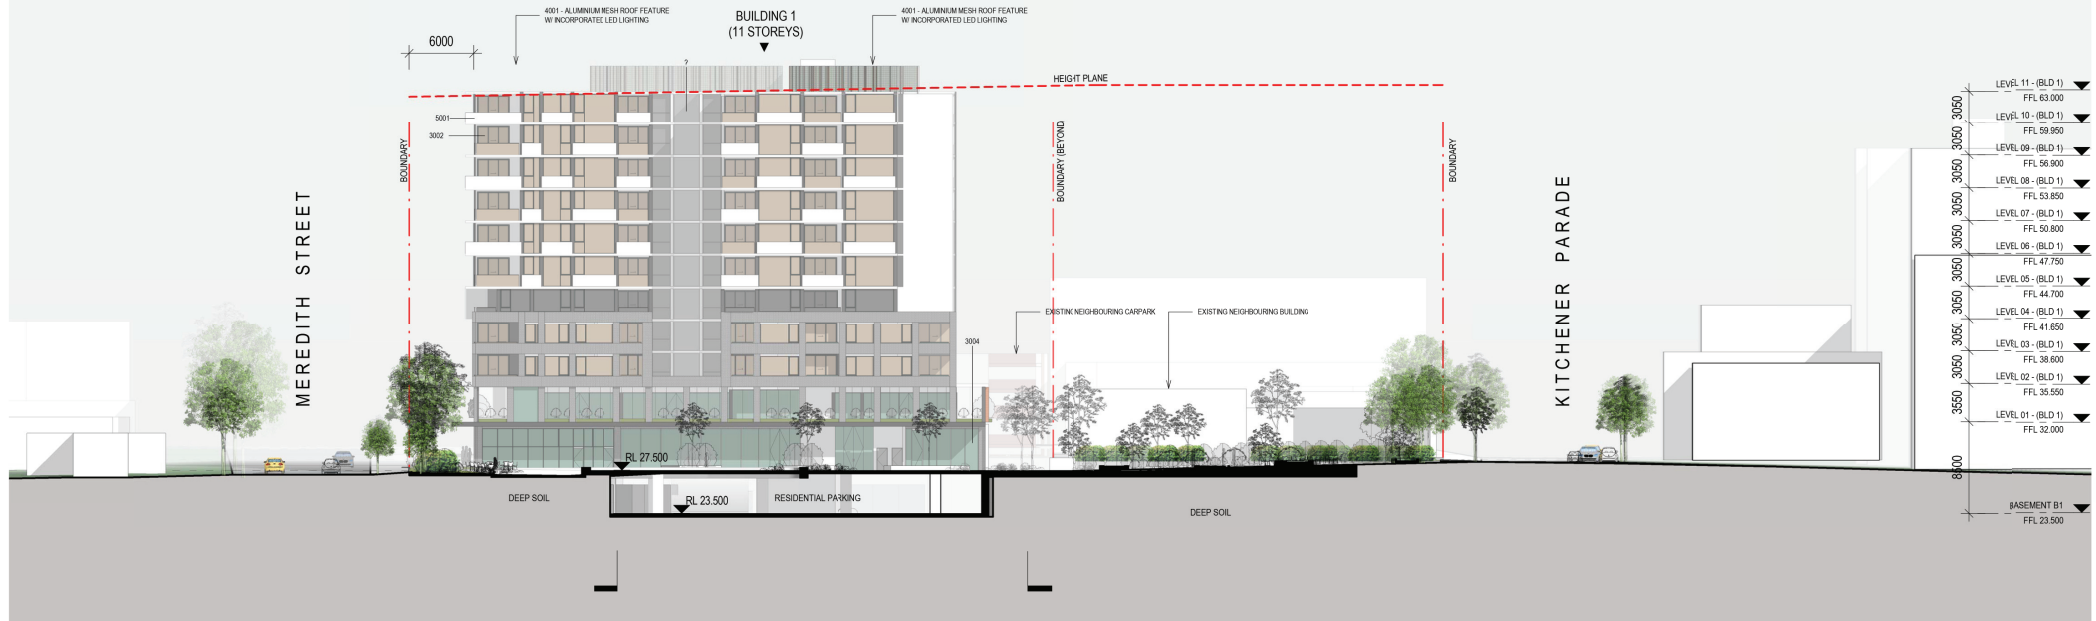 4001 - ALUMINIUM MESH ROOF FEATURE
W/ INCORPORATED LED LIGHTING
BUILDING 1
(11 STOREYS)
4001 - ALUMINIUM MESH ROOF FEATURE
W/ INCORPORATED LED LIGHTING
6000
?
HEIGHT PLANE
5001
3002
BOUNDARY
BOUNDARY (BEYOND
BOUNDARY
MEREDITH STREET
KITCHENER PARADE
EXISTING NEIGHBOURING CARPARK
EXISTING NEIGHBOURING BUILDING
3004
RL 27.500
RL 23.500
RESIDENTIAL PARKING
DEEP SOIL
DEEP SOIL
LEVEL 11 - (BLD 1)
FFL 63.000
3050
LEVEL 10 - (BLD 1)
FFL 59.950
3050
LEVEL 09 - (BLD 1)
FFL 56.900
3050
LEVEL 08 - (BLD 1)
FFL 53.850
3050
LEVEL 07 - (BLD 1)
FFL 50.800
3050
LEVEL 06 - (BLD 1)
FFL 47.750
3050
LEVEL 05 - (BLD 1)
FFL 44.700
3050
LEVEL 04 - (BLD 1)
FFL 41.650
3050
LEVEL 03 - (BLD 1)
FFL 38.600
3050
LEVEL 02 - (BLD 1)
FFL 35.550
3550
LEVEL 01 - (BLD 1)
FFL 32.000
8500
BASEMENT B1
FFL 23.500